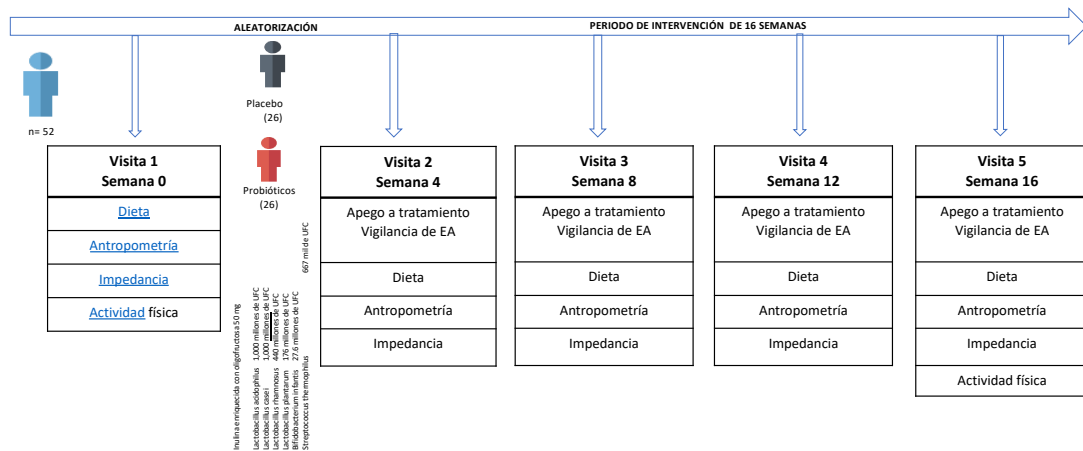 ALEATORIZACIÓN
PERIODO DE INTERVENCIÓN DE 16 SEMANAS
n= 52
Placebo
(26)
Probióticos
(26)
Inulina enriquecida con oligofructosa 50 mg
Lactobacillus acidophilus 1,000 millones de UFC
Lactobacillus casei 1,000 millones de UFC
Lactobacillus rhamnosus 440 millones de UFC
Lactobacillus plantarum 176 millones de UFC
Bifidobacterium infantis 27.6 millones de UFC
Streptococcus thermophilus 667 mil de UFC
Visita 1
Semana 0
Dieta
Antropometría
Impedancia
Actividad física
Visita 2
Semana 4
Apego a tratamiento
Vigilancia de EA
Dieta
Antropometría
Impedancia
Visita 3
Semana 8
Apego a tratamiento
Vigilancia de EA
Dieta
Antropometría
Impedancia
Visita 4
Semana 12
Apego a tratamiento
Vigilancia de EA
Dieta
Antropometría
Impedancia
Visita 5
Semana 16
Apego a tratamiento
Vigilancia de EA
Dieta
Antropometría
Impedancia
Actividad física